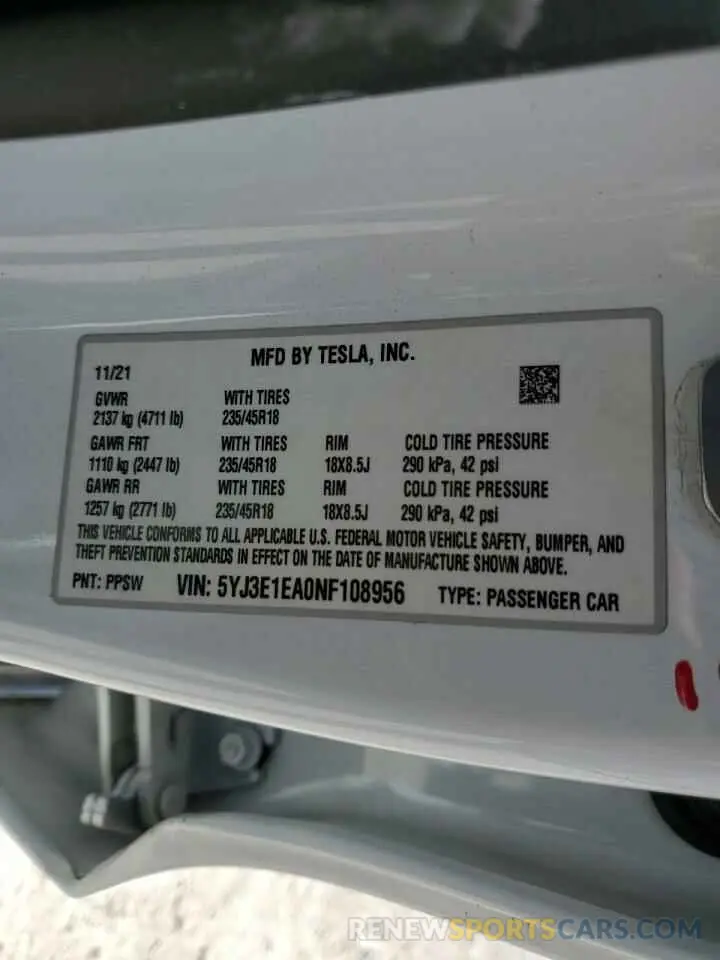 MFD BY TESLA, INC.
11/21
GVWR WITH TIRES
2137 kg (4711 lb) 235/45R18
GAWR FRT WITH TIRES RIM COLD TIRE PRESSURE
1110 kg (2447 lb) 235/45R18 18X8.5J 290 kPa, 42 psi
GAWR RR WITH TIRES RIM COLD TIRE PRESSURE
1257 kg (2771 lb) 235/45R18 18X8.5J 290 kPa, 42 psi
THIS VEHICLE CONFORMS TO ALL APPLICABLE U.S. FEDERAL MOTOR VEHICLE SAFETY, BUMPER, AND
THEFT PREVENTION STANDARDS IN EFFECT ON THE DATE OF MANUFACTURE SHOWN ABOVE.
PNT: PPSW VIN: 5YJ3E1EA0NF108956 TYPE: PASSENGER CAR
RENEWSPORTSCARS.COM